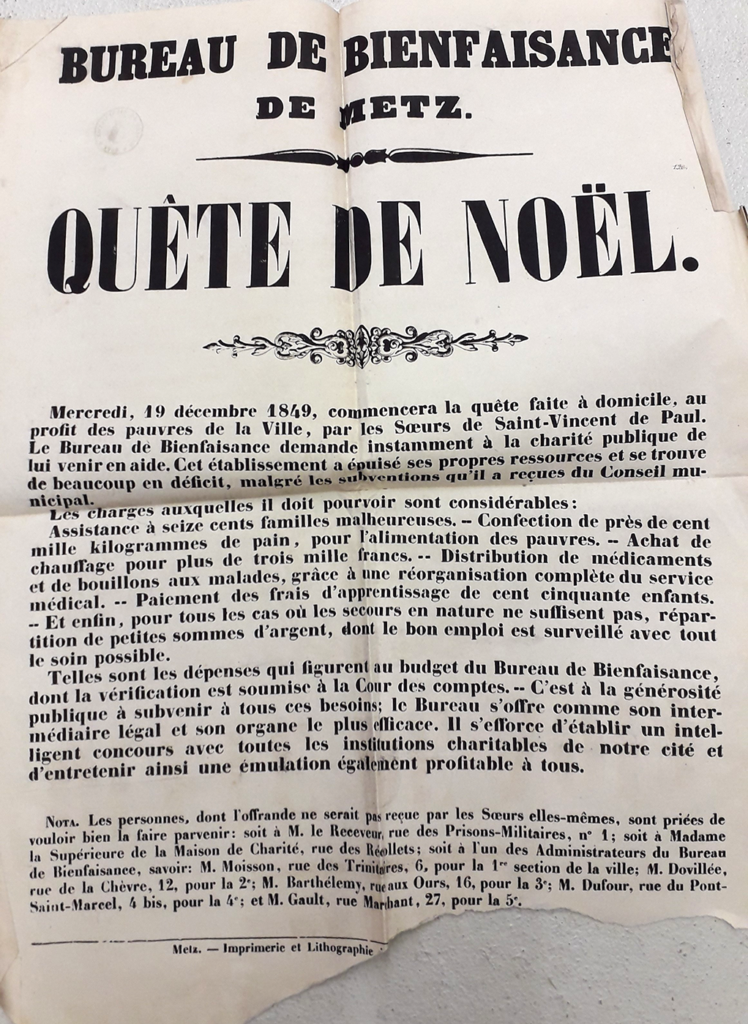 BUREAU DE BIENFAISANCE
DE METZ.
QUÊTE DE NOËL.
Mercredi, 19 décembre 1849, commencera la quête faite à domicile, au
profit des pauvres de la Ville, par les Sœurs de Saint-Vincent de Paul.
Le Bureau de Bienfaisance demande instamment à la charité publique de
lui venir en aide. Cet établissement a épuisé ses propres ressources et se trouve
de beaucoup en déficit, malgré les subventions qu'il a reçues du Conseil mu-
nicipal.
Les charges auxquelles il doit pourvoir sont considérables :
Assistance à seize cents familles malheureuses. -- Confection de près de cent
mille kilogrammes de pain, pour l'alimentation des pauvres. -- Achat de
chauffage pour plus de trois mille francs. -- Distribution de médicaments
et de bouillons aux malades, grâce à une réorganisation complète du service
médical. -- Paiement des frais d'apprentissage de cent cinquante enfants.
-- Et enfin, pour tous les cas où les secours en nature ne suffisent pas, répar-
tition de petites sommes d'argent, dont le bon emploi est surveillé avec tout
le soin possible.
Telles sont les dépenses qui figurent au budget du Bureau de Bienfaisance,
dont la vérification est soumise à la Cour des comptes. -- C'est à la générosité
publique à subvenir à tous ces besoins; le Bureau s'offre comme son inter-
médiaire légal et son organe le plus efficace. Il s'efforce d'établir un intel-
ligent concours avec toutes les institutions charitables de notre cité et
d'entretenir ainsi une émulation également profitable à tous.
NOTA. Les personnes, dont l'offrande ne serait pas reçue par les Sœurs elles-mêmes, sont priées de
vouloir bien la faire parvenir : soit à M. le Receveur, rue des Prisons-Militaires, n° 1; soit à Madame
la Supérieure de la Maison de Charité, rue des Récollets; soit à l'un des Administrateurs du Bureau
de Bienfaisance, savoir: M. Moisson, rue des Trinitaires, 6, pour la 1re section de la ville; M. Dovillée,
rue de la Chèvre, 12, pour la 2e; M. Barthélemy, rue aux Ours, 16, pour la 3e; M. Dufour, rue du Pont-
Saint-Marcel, 4 bis, pour la 4e; et M. Gault, rue Marchant, 27, pour la 5e.
Metz. — Imprimerie et Lithographie